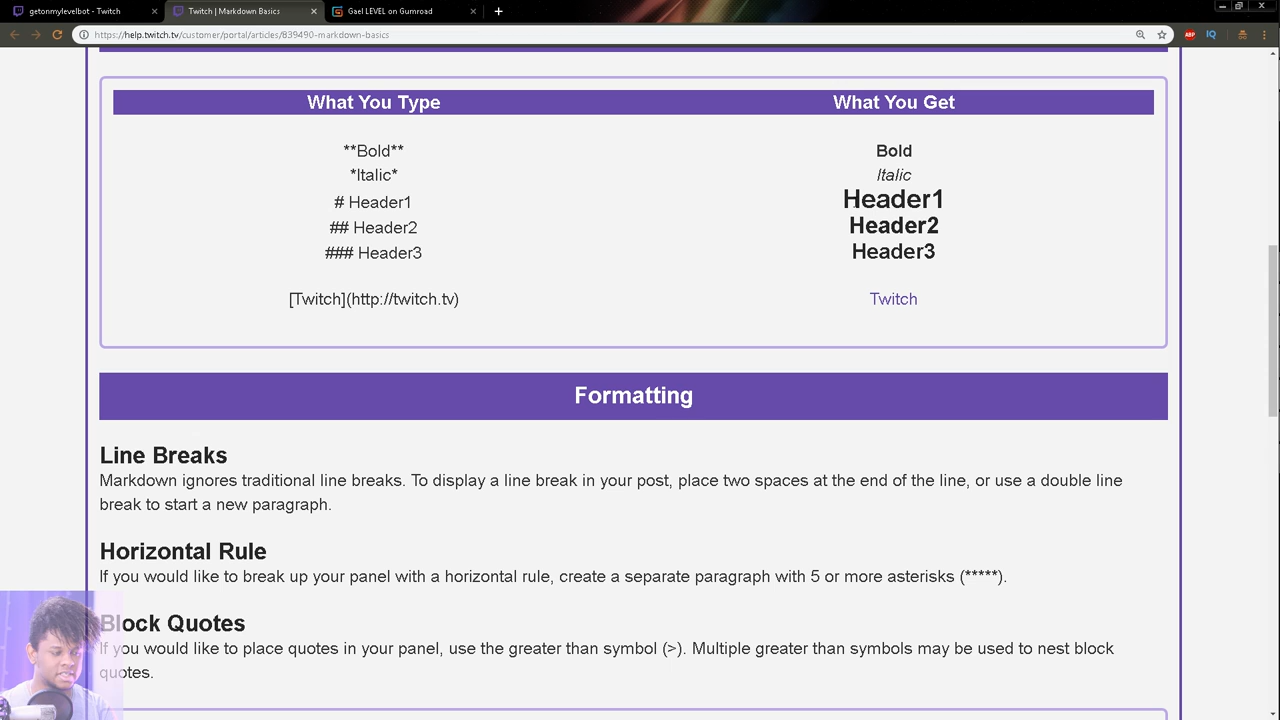 getonmylevelbot - Twitch
Twitch | Markdown Basics
Gael LEVEL on Gumroad
https://help.twitch.tv/customer/portal/articles/839490-markdown-basics
ABP
IQ
What You Type
What You Get
**Bold**
Bold
*Italic*
Italic
# Header1
Header1
## Header2
Header2
### Header3
Header3
[Twitch](http://twitch.tv)
Twitch
Formatting
Line Breaks
Markdown ignores traditional line breaks. To display a line break in your post, place two spaces at the end of the line, or use a double line
break to start a new paragraph.
Horizontal Rule
If you would like to break up your panel with a horizontal rule, create a separate paragraph with 5 or more asterisks (*****).
Block Quotes
If you would like to place quotes in your panel, use the greater than symbol (>). Multiple greater than symbols may be used to nest block
quotes.